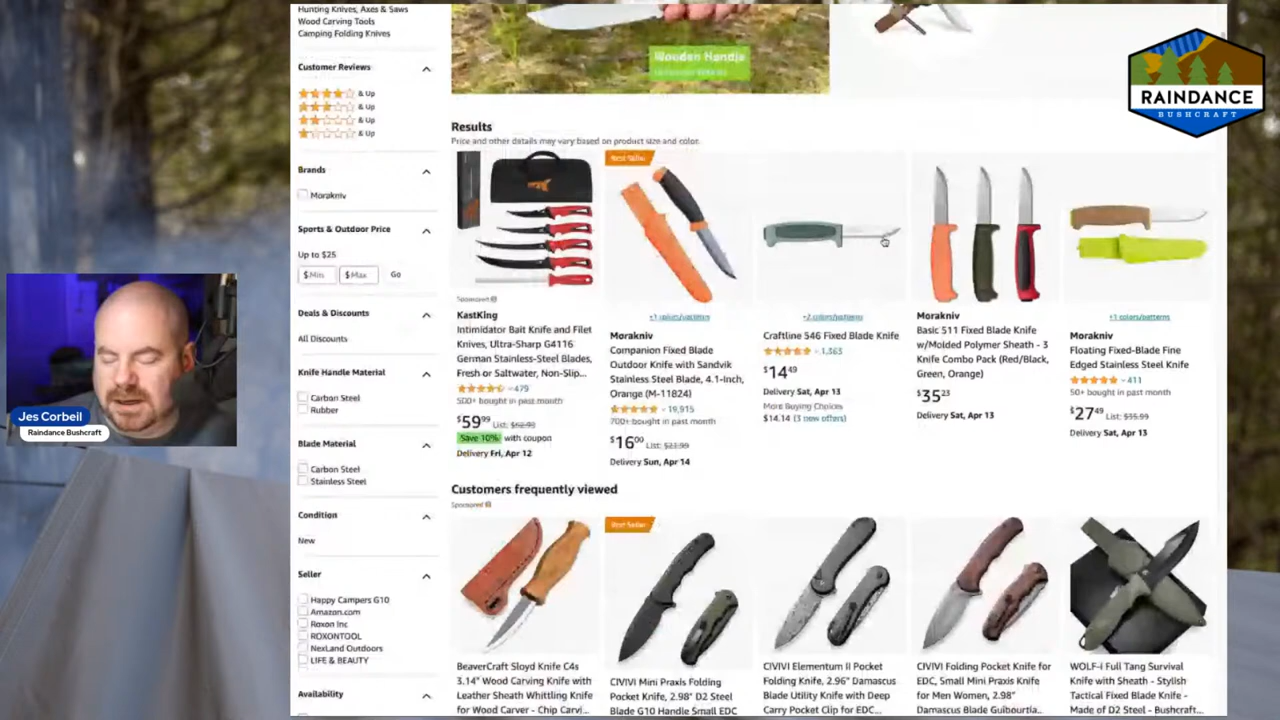 Hunting Knives, Axes & Saws
Wood Carving Tools
Camping Folding Knives
Customer Reviews
& Up
& Up
& Up
& Up
Brands
Morakniv
Sports & Outdoor Price
Up to $25
$ Min
$ Max
Go
Deals & Discounts
All Discounts
Knife Handle Material
Carbon Steel
Rubber
Blade Material
Carbon Steel
Stainless Steel
Condition
New
Seller
Happy Campers G10
Amazon.com
Roxon Inc
ROXONTOOL
NexLand Outdoors
LIFE & BEAUTY
Availability
Wooden Handle
Results
Price and other details may vary based on product size and color.
Sponsored
KastKing
Intimidator Bait Knife and Filet
Knives, Ultra-Sharp G4116
German Stainless-Steel Blades,
Fresh or Saltwater, Non-Slip...
479
500+ bought in past month
$59⁹⁹ List:
Save 10% with coupon
Delivery Fri, Apr 12
Best Seller
+1 colors/patterns
Morakniv
Companion Fixed Blade
Outdoor Knife with Sandvik
Stainless Steel Blade, 4.1-Inch,
Orange (M-11824)
19,915
700+ bought in past month
$16⁰⁰ List:
Delivery Sun, Apr 14
+2 colors/patterns
Craftline 546 Fixed Blade Knife
1,363
$14⁴⁹
Delivery Sat, Apr 13
More Buying Choices
$14.14 (3 new offers)
Morakniv
Basic 511 Fixed Blade Knife
w/Molded Polymer Sheath - 3
Knife Combo Pack (Red/Black,
Green, Orange)
$35²³
Delivery Sat, Apr 13
+1 colors/patterns
Morakniv
Floating Fixed-Blade Fine
Edged Stainless Steel Knife
411
50+ bought in past month
$27⁴⁹ List: $35.99
Delivery Sat, Apr 13
Customers frequently viewed
Sponsored
BeaverCraft Sloyd Knife C4s
3.14" Wood Carving Knife with
Leather Sheath Whittling Knife
for Wood Carver - Chip Carvi...
Best Seller
CIVIVI Mini Praxis Folding
Pocket Knife, 2.98" D2 Steel
Blade G10 Handle Small EDC
CIVIVI Elementum II Pocket
Folding Knife, 2.96" Damascus
Blade Utility Knife with Deep
Carry Pocket Clip for EDC...
CIVIVI Folding Pocket Knife for
EDC, Small Mini Praxis Knife
for Men Women, 2.98"
Damascus Blade Guibourtia...
WOLF-i Full Tang Survival
Knife with Sheath - Stylish
Tactical Fixed Blade Knife -
Made of D2 Steel - Bushcraft...
RAINDANCE
BUSHCRAFT
Jes Corbeil
Raindance Bushcraft